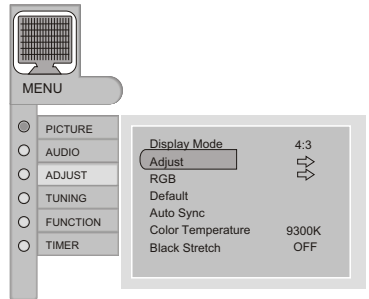 MENU
PICTURE
AUDIO
ADJUST
TUNING
FUNCTION
TIMER
Display Mode 4:3
Adjust
RGB
Default
Auto Sync
Color Temperature 9300K
Black Stretch OFF